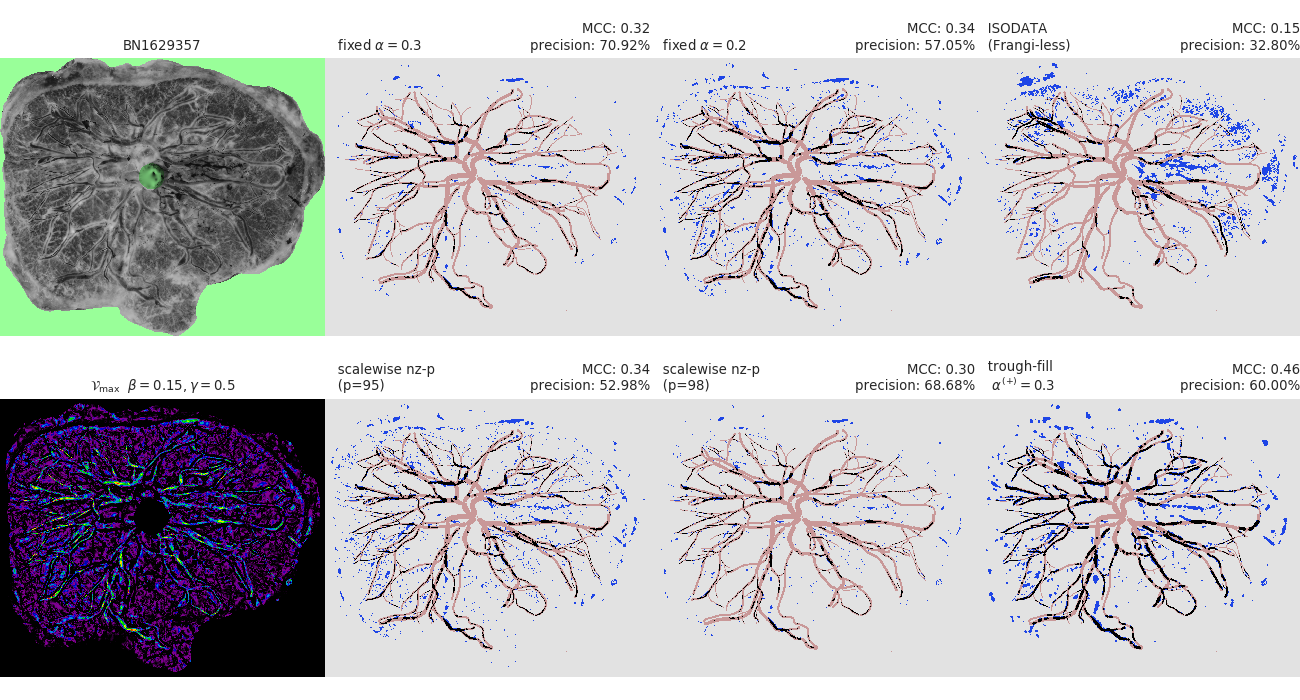 BN1629357
fixed α = 0.3
MCC: 0.32
precision: 70.92%
fixed α = 0.2
MCC: 0.34
precision: 57.05%
ISODATA
(Frangi-less)
MCC: 0.15
precision: 32.80%
𝒱max β = 0.15, γ = 0.5
scalewise nz-p
(p=95)
MCC: 0.34
precision: 52.98%
scalewise nz-p
(p=98)
MCC: 0.30
precision: 68.68%
trough-fill
α(+) = 0.3
MCC: 0.46
precision: 60.00%